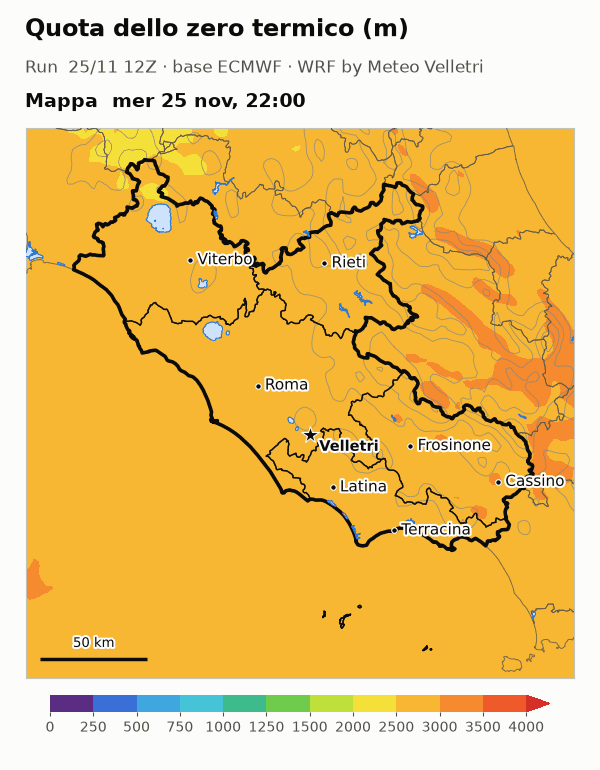 Quota dello zero termico (m)
Run  25/11 12Z · base ECMWF · WRF by Meteo Velletri
Mappa  mer 25 nov, 22:00
Viterbo
Rieti
Roma
Velletri
Frosinone
Cassino
Latina
Terracina
50 km
0 250 500 750 1000 1250 1500 2000 2500 3000 3500 4000